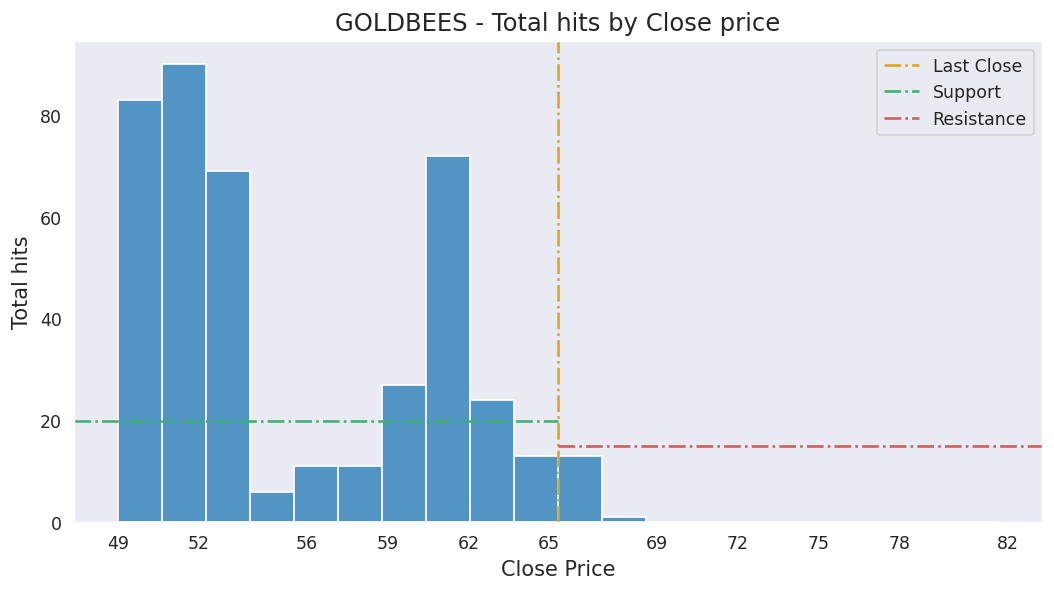 GOLDBEES - Total hits by Close price
Last Close
Support
Resistance
Total hits
80
60
40
20
0
49 52 56 59 62 65 69 72 75 78 82
Close Price